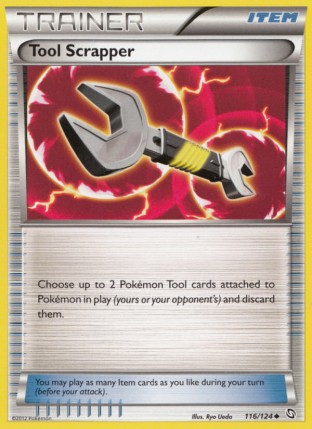 TRAINER
ITEM
Tool Scrapper
Choose up to 2 Pokémon Tool cards attached to
Pokémon in play (yours or your opponent's) and discard
them.
You may play as many Item cards as you like during your turn
(before your attack).
©2012 Pokémon
Illus. Ryo Ueda
116/124 ◆